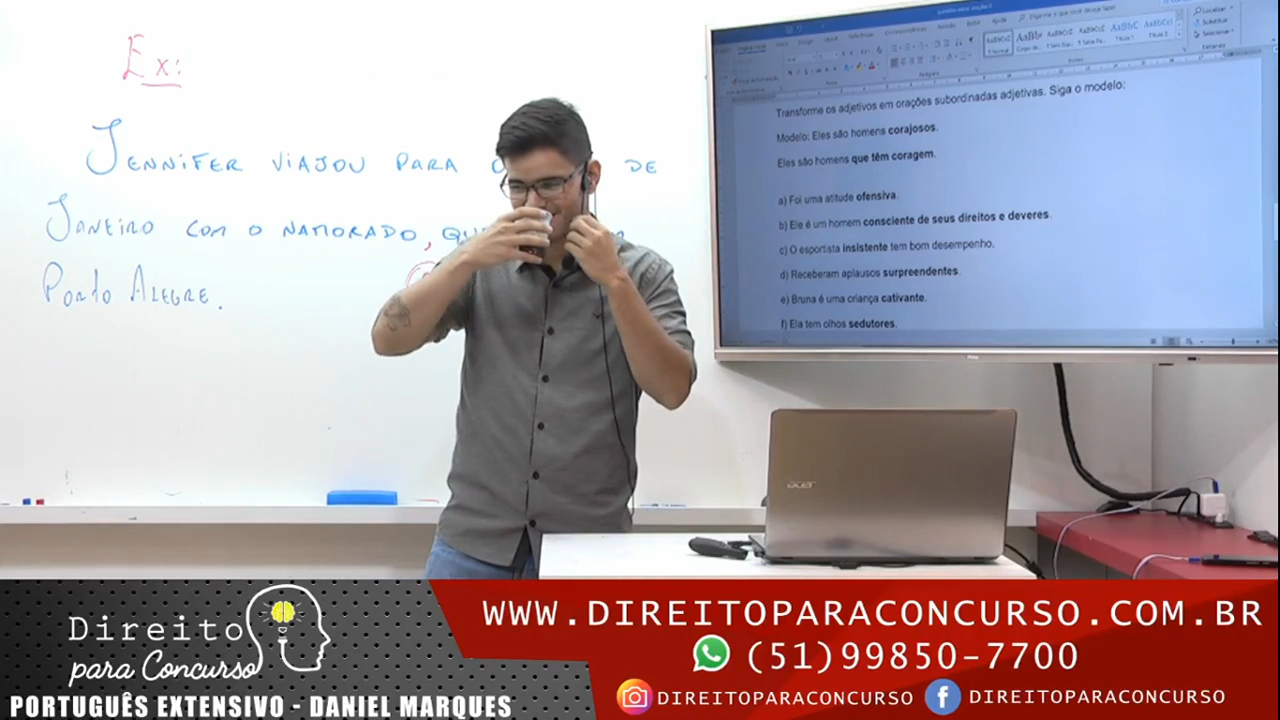 Ex:
JENNIFER VIAJOU PARA O DE
JANEIRO COM O NAMORADO,
PORTO ALEGRE.
Transforme os adjetivos em orações subordinadas adjetivas. Siga o modelo:
Modelo: Eles são homens corajosos.
Eles são homens que têm coragem.
a) Foi uma atitude ofensiva.
b) Ele é um homem consciente de seus direitos e deveres.
c) O esportista insistente tem bom desempenho.
d) Receberam aplausos surpreendentes.
e) Bruna é uma criança cativante.
f) Ela tem olhos sedutores.
acer
Direito
para Concurso
PORTUGUÊS EXTENSIVO - DANIEL MARQUES
WWW.DIREITOPARACONCURSO.COM.BR
(51)99850-7700
DIREITOPARACONCURSO DIREITOPARACONCURSO